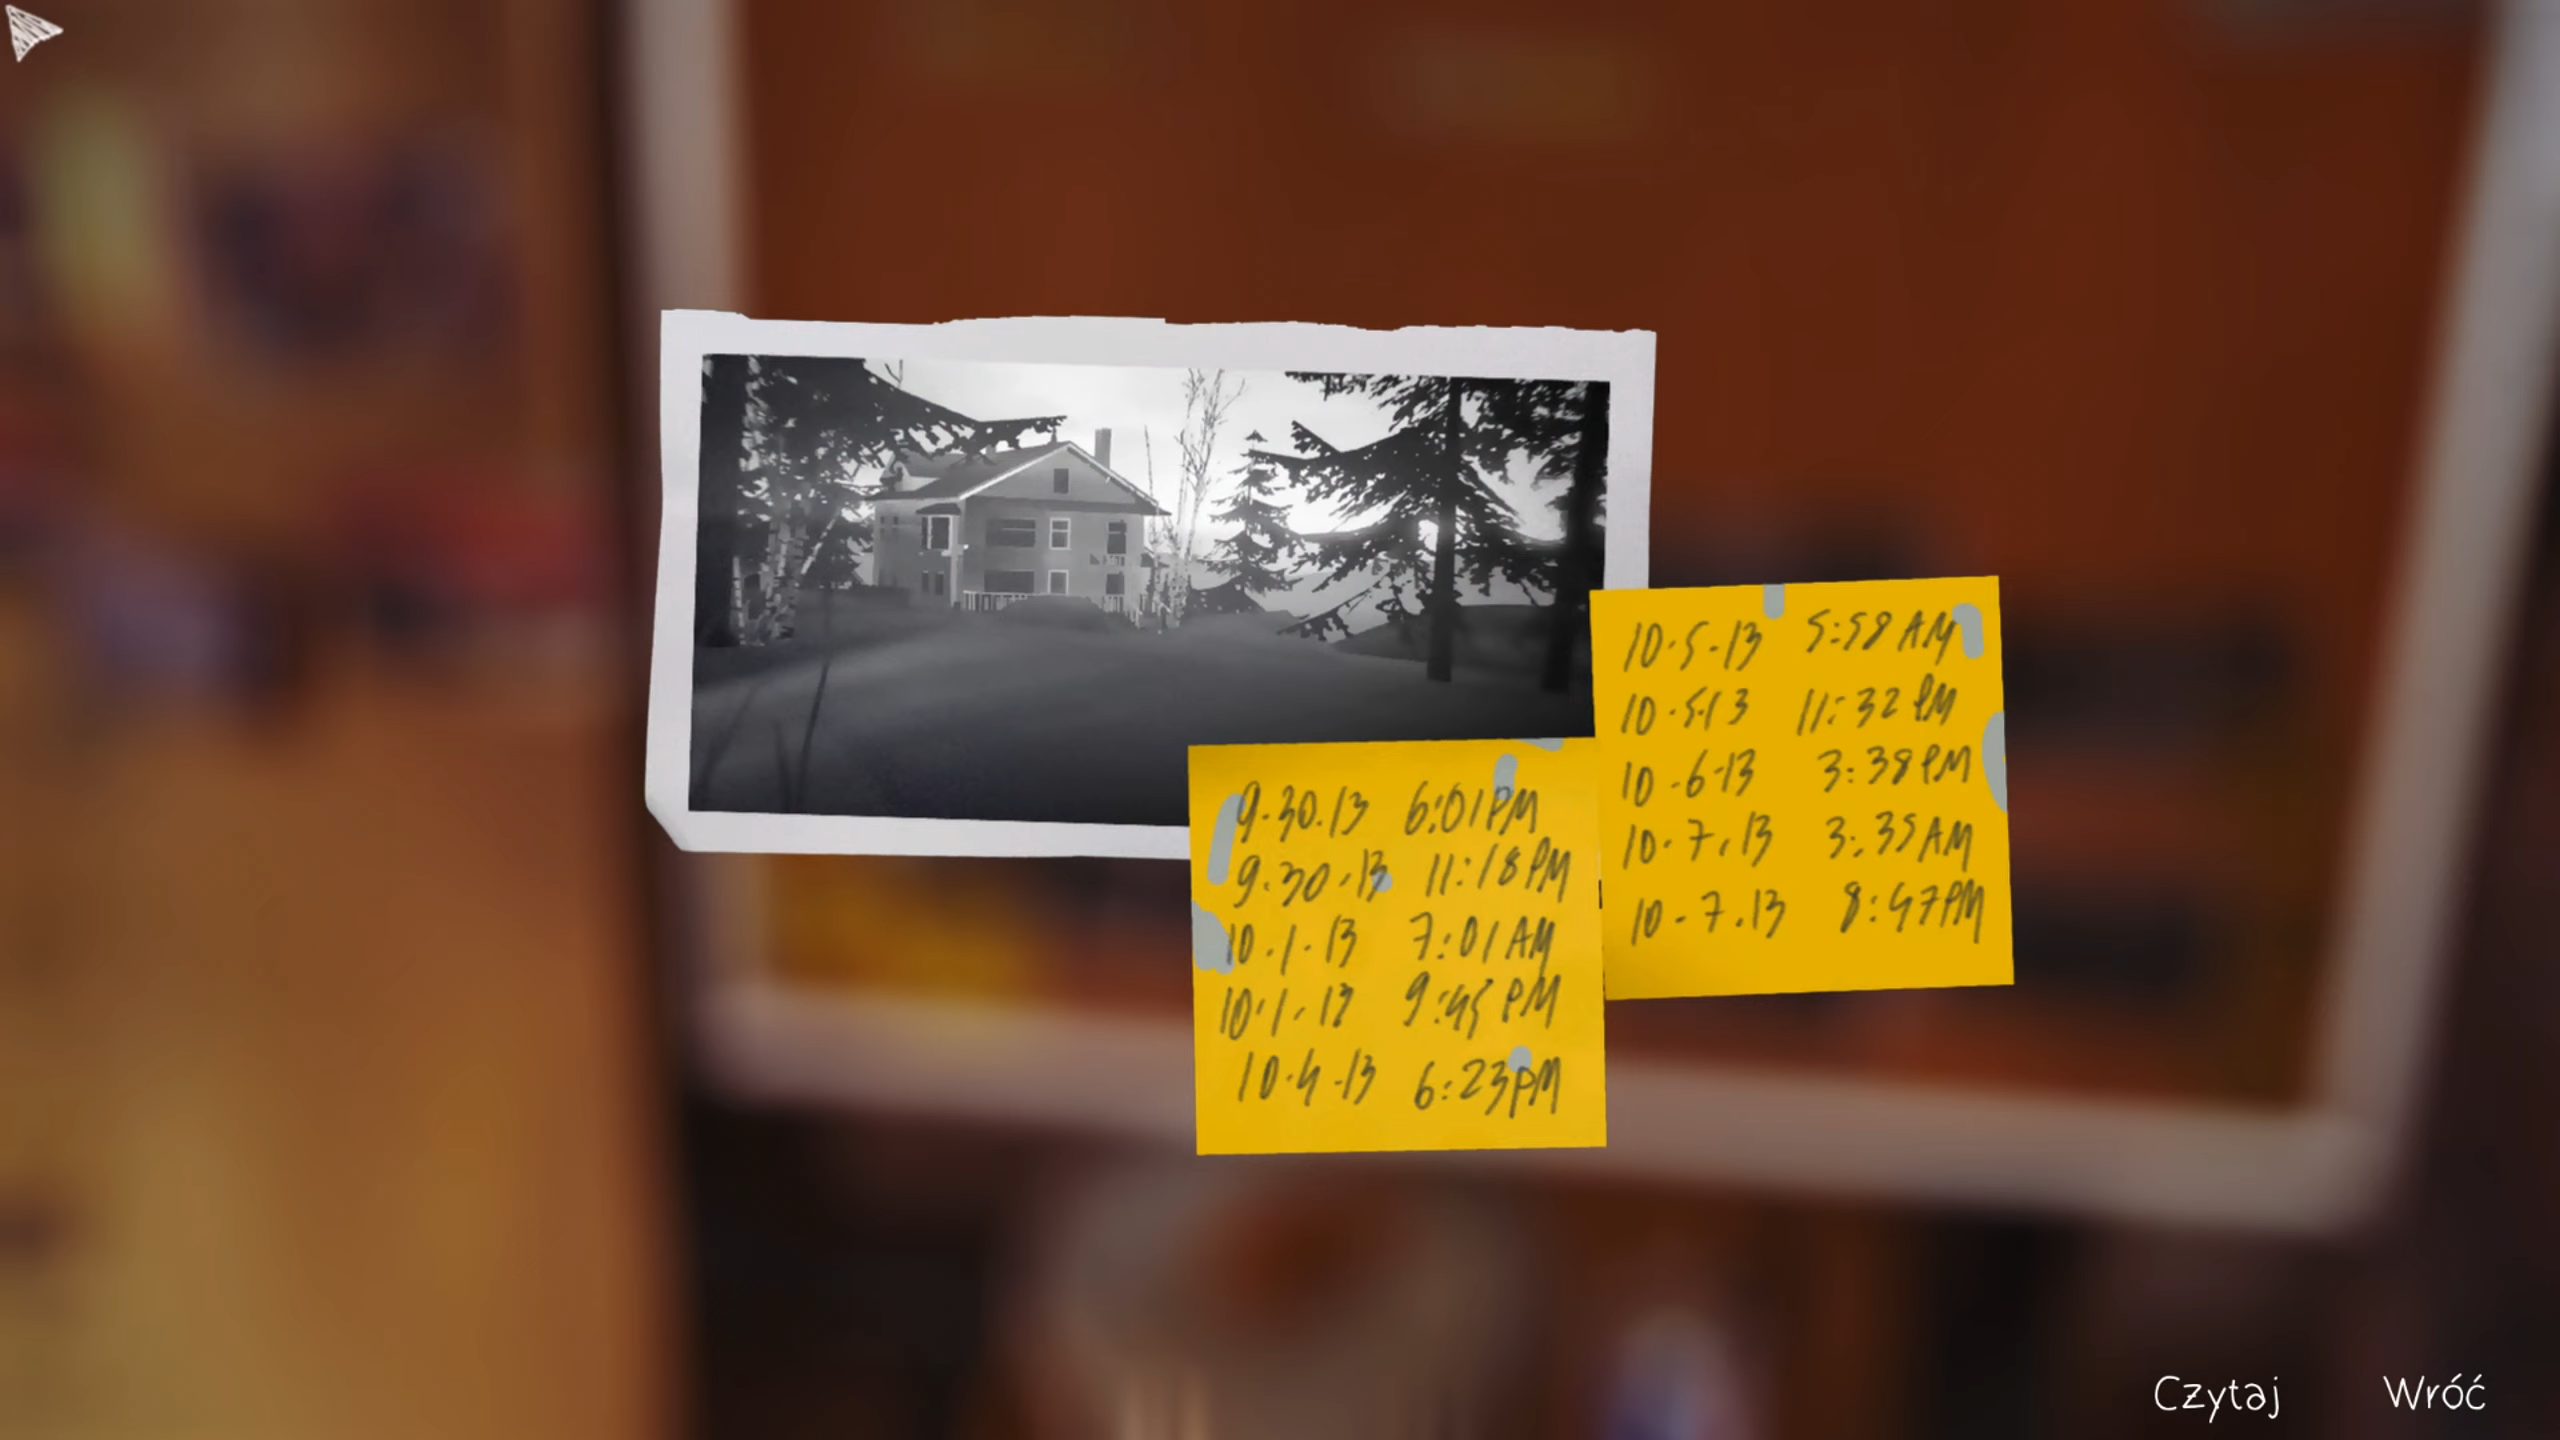 9.30.13 6:01PM
9.30.13 11:18PM
10.1.13 7:01AM
10.1.13 9:45PM
10.4.13 6:23PM
10.5.13 5:58AM
10.5.13 11:32PM
10.6.13 3:38PM
10.7.13 3:35AM
10.7.13 8:47PM
Czytaj Wróć